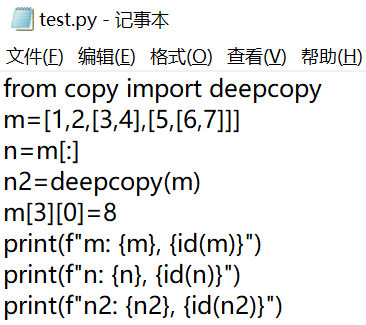 test.py - 记事本
文件(F) 编辑(E) 格式(O) 查看(V) 帮助(H)
from copy import deepcopy
m=[1,2,[3,4],[5,[6,7]]]
n=m[:]
n2=deepcopy(m)
m[3][0]=8
print(f"m: {m}, {id(m)}")
print(f"n: {n}, {id(n)}")
print(f"n2: {n2}, {id(n2)}")